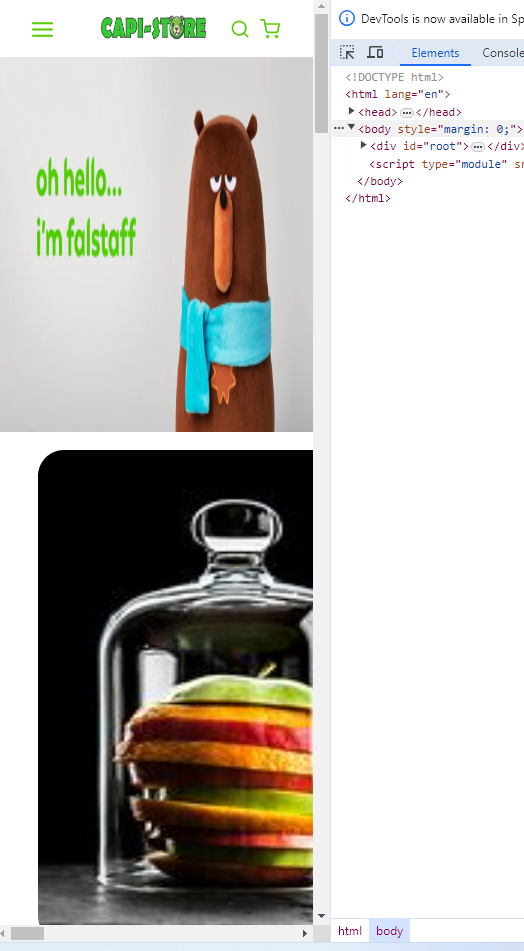 CAPI-STORE
DevTools is now available in Sp
Elements
Console
oh hello...
i'm falstaff
<!DOCTYPE html>
<html lang="en">
<head> … </head>
<body style="margin: 0;">
<div id="root"> … </div>
<script type="module" sr
</body>
</html>
html
body